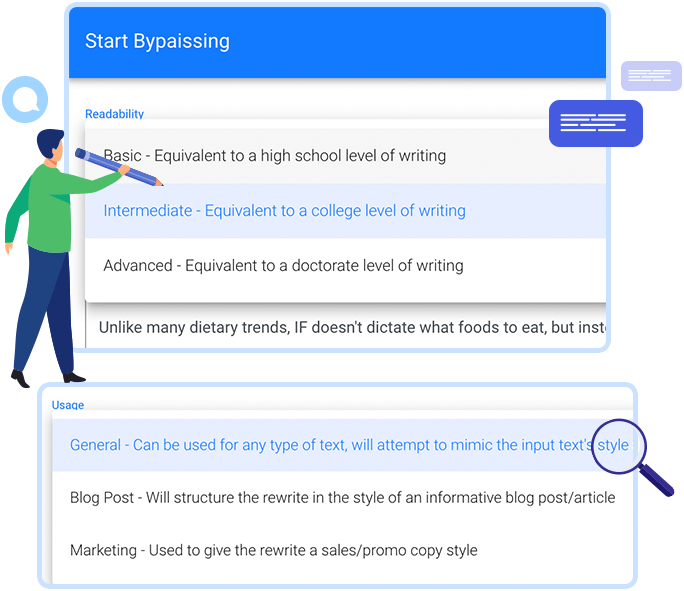 Start Bypaissing
Readability
Basic - Equivalent to a high school level of writing
Intermediate - Equivalent to a college level of writing
Advanced - Equivalent to a doctorate level of writing
Unlike many dietary trends, IF doesn't dictate what foods to eat, but
Usage
General - Can be used for any type of text, will attempt to mimic the input text's style
Blog Post - Will structure the rewrite in the style of an informative blog post/article
Marketing - Used to give the rewrite a sales/promo copy style